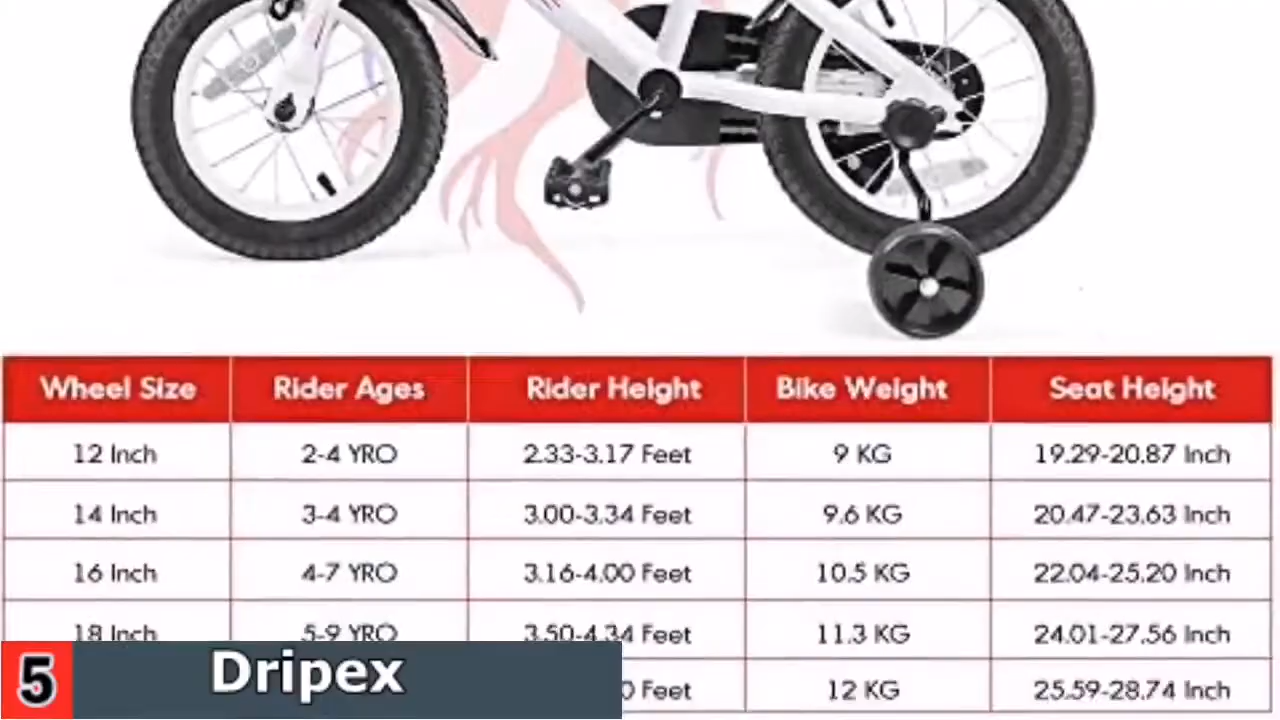 Wheel Size Rider Ages Rider Height Bike Weight Seat Height
12 Inch 2-4 YRO 2.33-3.17 Feet 9 KG 19.29-20.87 Inch
14 Inch 3-4 YRO 3.00-3.34 Feet 9.6 KG 20.47-23.63 Inch
16 Inch 4-7 YRO 3.16-4.00 Feet 10.5 KG 22.04-25.20 Inch
18 Inch 5-9 YRO 3.50-4.34 Feet 11.3 KG 24.01-27.56 Inch
0 Feet 12 KG 25.59-28.74 Inch
5 Dripex